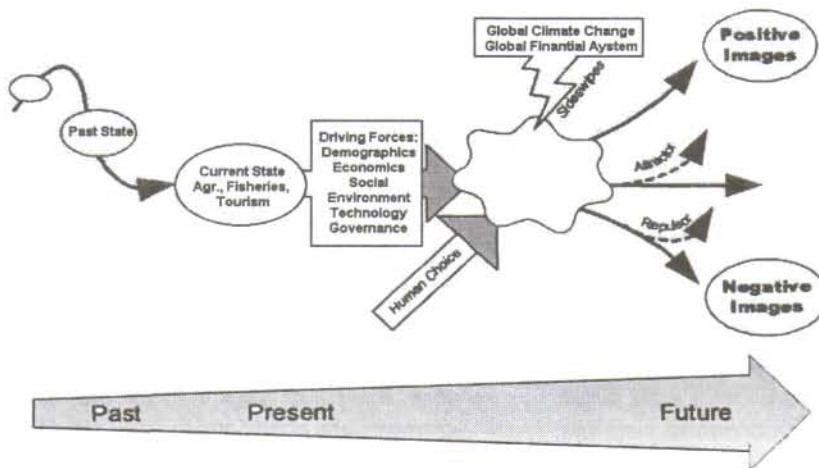 Global Climate Change
Global Finantial Aystem
Sideswipes
Positive
Images
Past State
Driving Forces:
Demographics
Economics
Social
Environment
Technology
Governance
Current State
Agr., Fisheries,
Tourism
Attractor
Repulsor
Human Choice
Negative
Images
Past
Present
Future